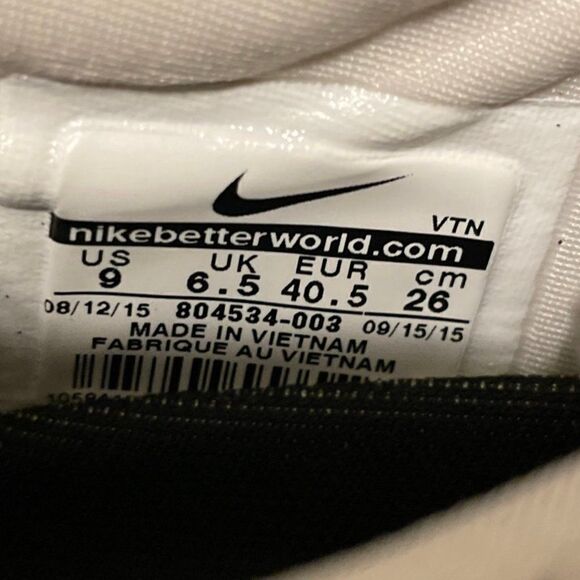 VTN
nikebetterworld.com
US UK EUR cm
9 6.5 40.5 26
08/12/15 804534-003 09/15/15
MADE IN VIETNAM
FABRIQUE AU VIETNAM